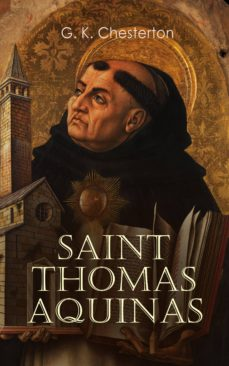 G. K. Chesterton
SAINT
THOMAS
AQUINAS